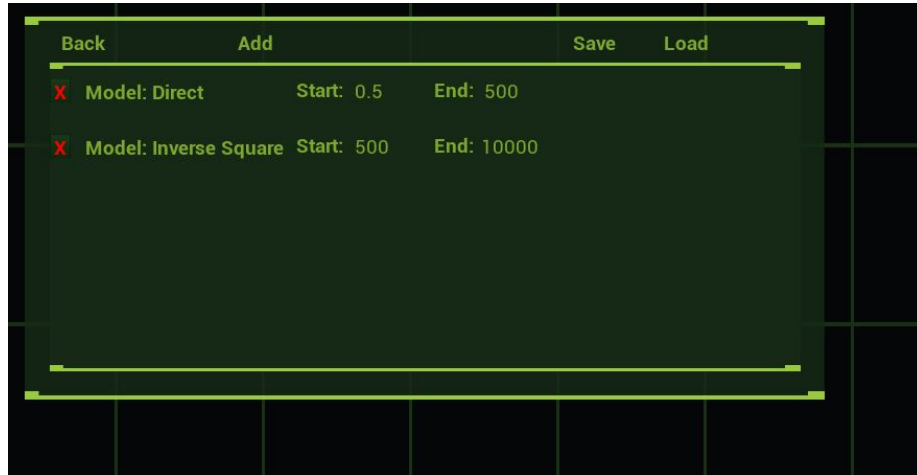 Back Add Save Load
X Model: Direct Start: 0.5 End: 500
X Model: Inverse Square Start: 500 End: 10000